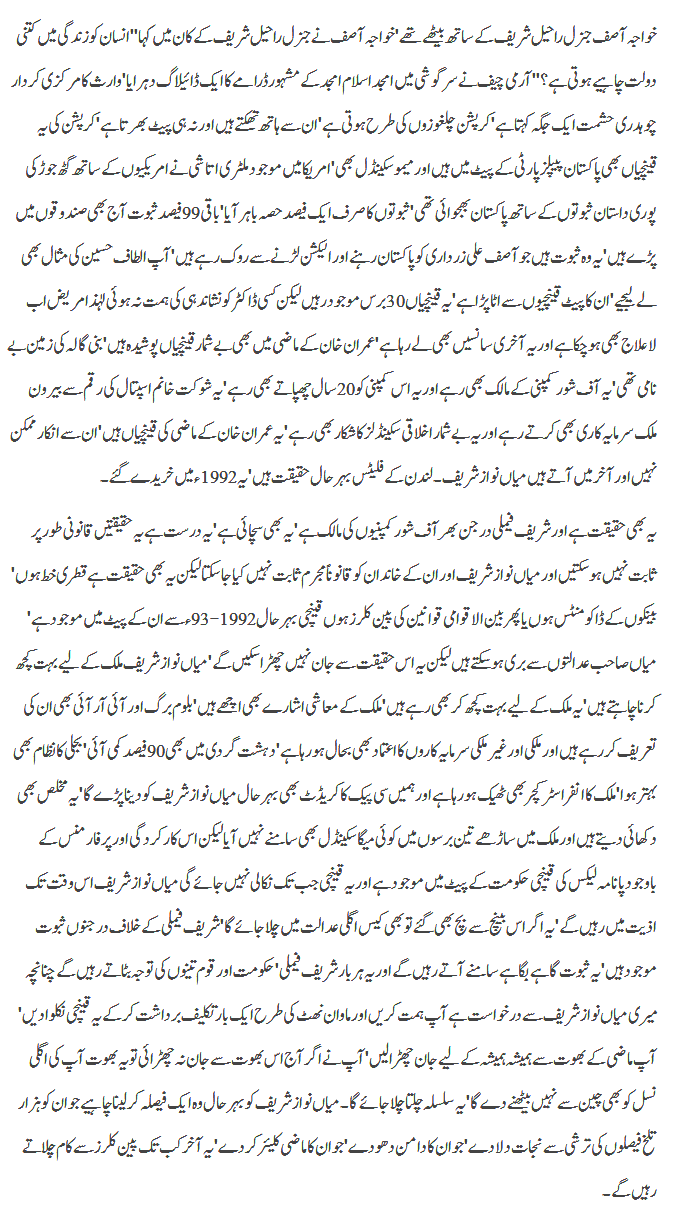 خواجہ آصف جنرل راحیل شریف کے ساتھ بیٹھے تھے' خواجہ آصف نے جنرل راحیل شریف کے کان میں کہا ''انسان کو زندگی میں کتنی
دولت چاہیے ہوتی ہے؟'' آرمی چیف نے سرگوشی میں امجد اسلام امجد کے مشہور ڈرامے کا ایک ڈائیلاگ دہرایا' وارث کا مرکزی کردار
چوہدری حشمت ایک جگہ کہتا ہے' کرپشن چلغوزوں کی طرح ہوتی ہے' ان سے ہاتھ تھکتے ہیں اور نہ ہی پیٹ بھرتا ہے' کرپشن کی یہ
قینچیاں بھی پاکستان پیپلز پارٹی کے پیٹ میں ہیں اور میمو سکینڈل بھی' امریکا میں موجود ملٹری اتاشی نے امریکیوں کے ساتھ گٹھ جوڑ کی
پوری داستان ثبوتوں کے ساتھ پاکستان بھجوائی تھی' ثبوتوں کا صرف ایک فیصد حصہ باہر آیا' باقی 99 فیصد ثبوت آج بھی صندوقوں میں
پڑے ہیں' یہ وہ ثبوت ہیں جو آصف علی زرداری کو پاکستان رہنے اور الیکشن لڑنے سے روک رہے ہیں' آپ الطاف حسین کی مثال بھی
لے لیجیے' ان کا پیٹ قینچیوں سے اٹا پڑا ہے' یہ قینچیاں 30 برس موجود رہیں لیکن کسی ڈاکٹر کو نشاندہی کی ہمت نہ ہوئی لہٰذا مریض اب
لاعلاج بھی ہو چکا ہے اور یہ آخری سانسیں بھی لے رہا ہے' عمران خان کے ماضی میں بھی بے شمار قینچیاں پوشیدہ ہیں' بنی گالہ کی زمین بے
نامی تھی' یہ آف شور کمپنی کے مالک بھی رہے اور یہ اس کمپنی کو 20 سال چھپاتے بھی رہے' یہ شوکت خانم اسپتال کی رقم سے بیرون
ملک سرمایہ کاری بھی کرتے رہے اور یہ بے شمار اخلاقی سکینڈلز کا شکار بھی رہے' یہ عمران خان کے ماضی کی قینچیاں ہیں' ان سے انکار ممکن
نہیں اور آخر میں آتے ہیں میاں نواز شریف۔ لندن کے فلیٹس بہرحال حقیقت ہیں' یہ 1992ء میں خریدے گئے۔
یہ بھی حقیقت ہے اور شریف فیملی درجن بھر آف شور کمپنیوں کی مالک ہے' یہ بھی سچائی ہے' یہ درست ہے یہ حقیقتیں قانونی طور پر
ثابت نہیں ہو سکتیں اور میاں نواز شریف اور ان کے خاندان کو قانوناً مجرم ثابت نہیں کیا جا سکتا لیکن یہ بھی حقیقت ہے قطری خط ہوں'
بینکوں کے ڈاکومنٹس ہوں یا پھر بین الاقوامی قوانین کی پین کلرز ہوں قینچی بہرحال 1992-93ء سے ان کے پیٹ میں موجود ہے'
میاں صاحب عدالتوں سے بری ہو سکتے ہیں لیکن یہ اس حقیقت سے جان نہیں چھڑا سکیں گے' میاں نواز شریف ملک کے لیے بہت کچھ
کرنا چاہتے ہیں' یہ ملک کے لیے بہت کچھ کر بھی رہے ہیں' ملک کے معاشی اشارے بھی اچھے ہیں' بلوم برگ اور آئی آر آئی بھی ان کی
تعریف کر رہے ہیں اور ملکی اور غیر ملکی سرمایہ کاروں کا اعتماد بھی بحال ہو رہا ہے' دہشت گردی میں بھی 90 فیصد کمی آئی' بجلی کا نظام بھی
بہتر ہوا' ملک کا انفراسٹرکچر بھی ٹھیک ہو رہا ہے اور ہمیں سی پیک کا کریڈٹ بھی بہرحال میاں نواز شریف کو دینا پڑے گا' یہ مخلص بھی
دکھائی دیتے ہیں اور ملک میں ساڑھے تین برسوں میں کوئی میگا سکینڈل بھی سامنے نہیں آیا لیکن اس کارکردگی اور پرفارمنس کے
باوجود پانامہ لیکس کی قینچی حکومت کے پیٹ میں موجود ہے اور یہ قینچی جب تک نکالی نہیں جائے گی میاں نواز شریف اس وقت تک
اذیت میں رہیں گے' یہ اگر اس بینچ سے بچ بھی گئے تو بھی کیس اگلی عدالت میں چلا جائے گا' شریف فیملی کے خلاف درجنوں ثبوت
موجود ہیں' یہ ثبوت گاہے بگاہے سامنے آتے رہیں گے اور یہ ہر بار شریف فیملی' حکومت اور قوم تینوں کی توجہ بٹاتے رہیں گے چنانچہ
میری میاں نواز شریف سے درخواست ہے آپ ہمت کریں اور ماوان نھٹ کی طرح ایک بار تکلیف برداشت کر کے یہ قینچی نکلوا دیں'
آپ ماضی کے بھوت سے ہمیشہ ہمیشہ کے لیے جان چھڑا لیں' آپ نے اگر آج اس بھوت سے جان نہ چھڑائی تو یہ بھوت آپ کی اگلی
نسل کو بھی چین سے نہیں بیٹھنے دے گا' یہ سلسلہ چلتا چلا جائے گا۔ میاں نواز شریف کو بہرحال وہ ایک فیصلہ کر لینا چاہیے جو ان کو ہزار
تلخ فیصلوں کی ترشی سے نجات دلا دے' جو ان کا دامن دھو دے' جو ان کا ماضی کلیئر کر دے' یہ آخر کب تک پین کلرز سے کام چلاتے
رہیں گے۔